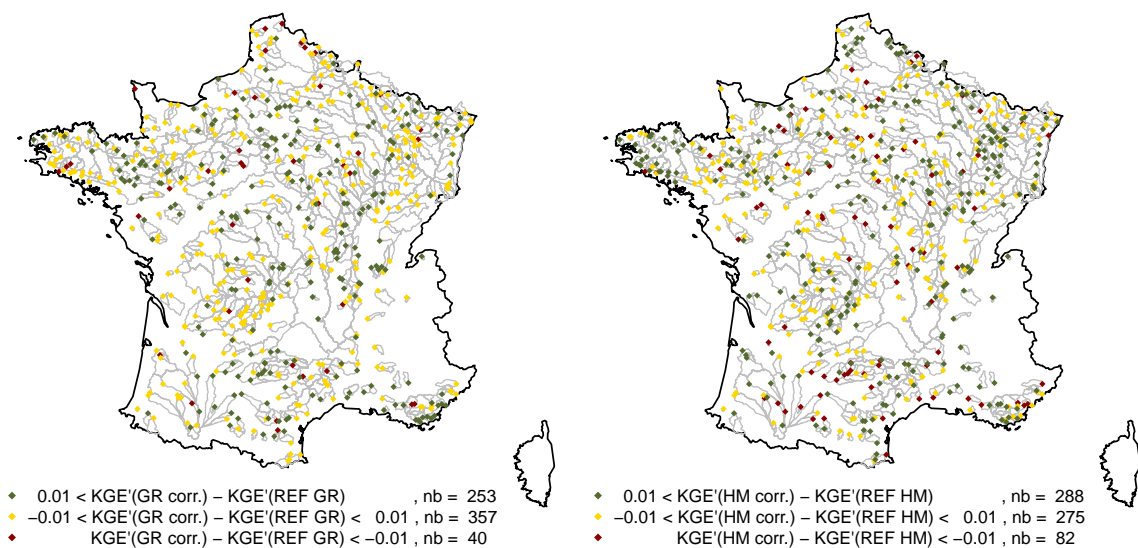 0.01 < KGE'(GR corr.) − KGE'(REF GR) , nb = 253
−0.01 < KGE'(GR corr.) − KGE'(REF GR) < 0.01 , nb = 357
KGE'(GR corr.) − KGE'(REF GR) < −0.01 , nb = 40
0.01 < KGE'(HM corr.) − KGE'(REF HM) , nb = 288
−0.01 < KGE'(HM corr.) − KGE'(REF HM) < 0.01 , nb = 275
KGE'(HM corr.) − KGE'(REF HM) < −0.01 , nb = 82